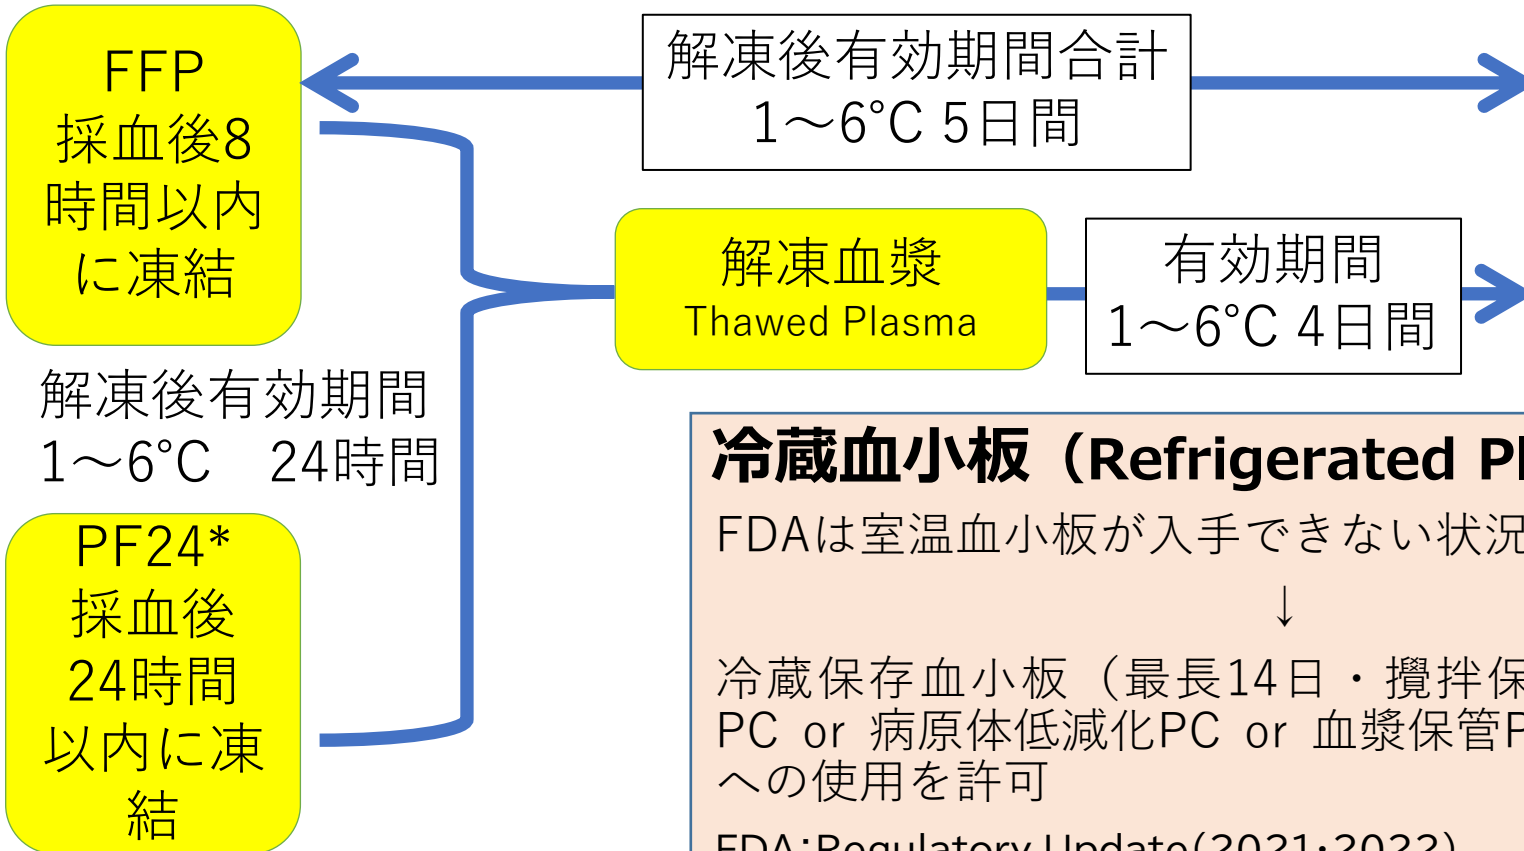 FFP
採血後8
時間以内
に凍結
解凍後有効期間合計
1～6℃ 5日間
解凍血漿
Thawed Plasma
有効期間
1～6℃ 4日間
解凍後有効期間
1～6℃　24時間
PF24*
採血後
24時間
以内に凍
結
冷蔵血小板（Refrigerated
FDAは室温血小板が入手できない状況
↓
冷蔵保存血小板（最長14日・攪拌保
PC or 病原体低減化PC or 血漿保管P
への使用を許可
FDA:Regulatory Update(2021・2022)